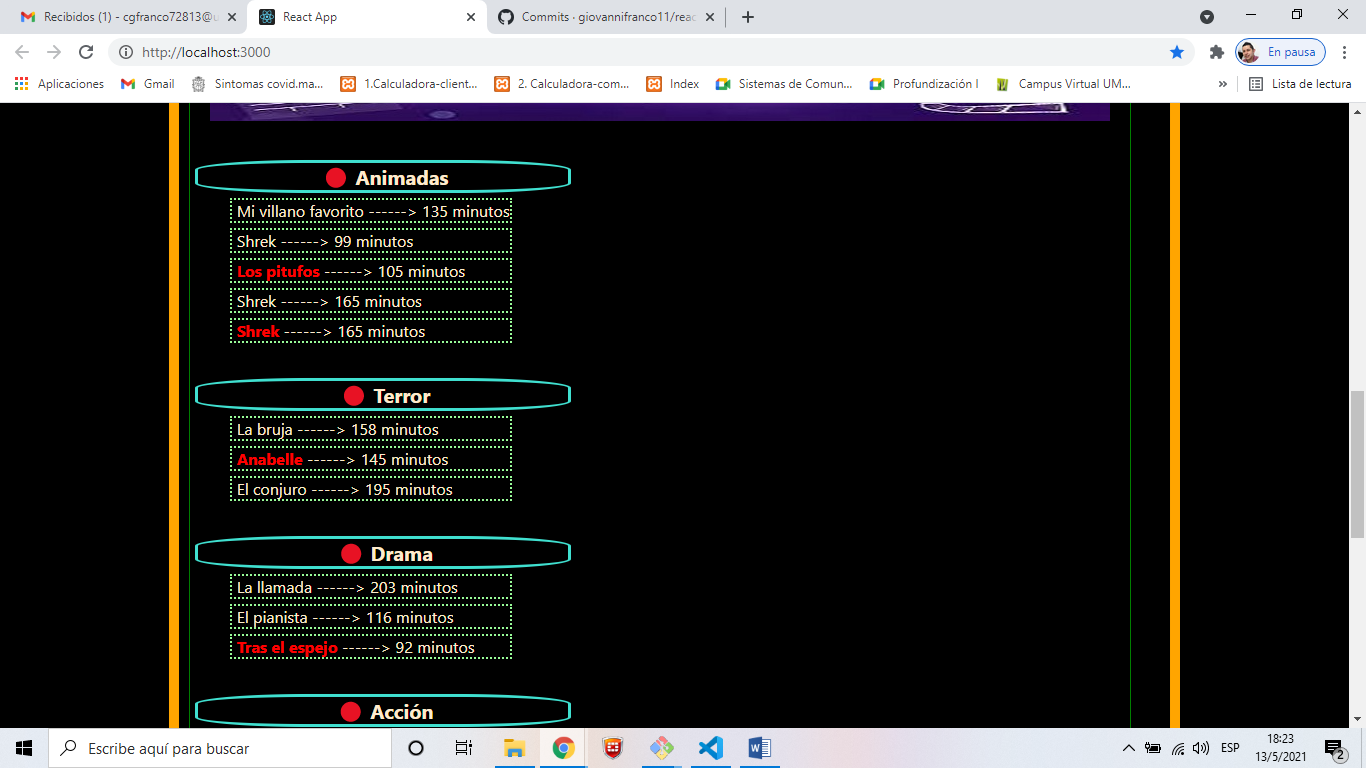 Recibidos (1) - cgfranco72813@u
React App
Commits · giovannifranco11/reac
http://localhost:3000
En pausa
Aplicaciones
Gmail
Sintomas covid.ma...
1.Calculadora-client...
2. Calculadora-com...
Index
Sistemas de Comun...
Profundización I
Campus Virtual UM...
»
Lista de lectura
Animadas
Mi villano favorito ------> 135 minutos
Shrek ------> 99 minutos
Los pitufos ------> 105 minutos
Shrek ------> 165 minutos
Shrek ------> 165 minutos
Terror
La bruja ------> 158 minutos
Anabelle ------> 145 minutos
El conjuro ------> 195 minutos
Drama
La llamada ------> 203 minutos
El pianista ------> 116 minutos
Tras el espejo ------> 92 minutos
Acción
Escribe aquí para buscar
ESP
18:23
13/5/2021
2